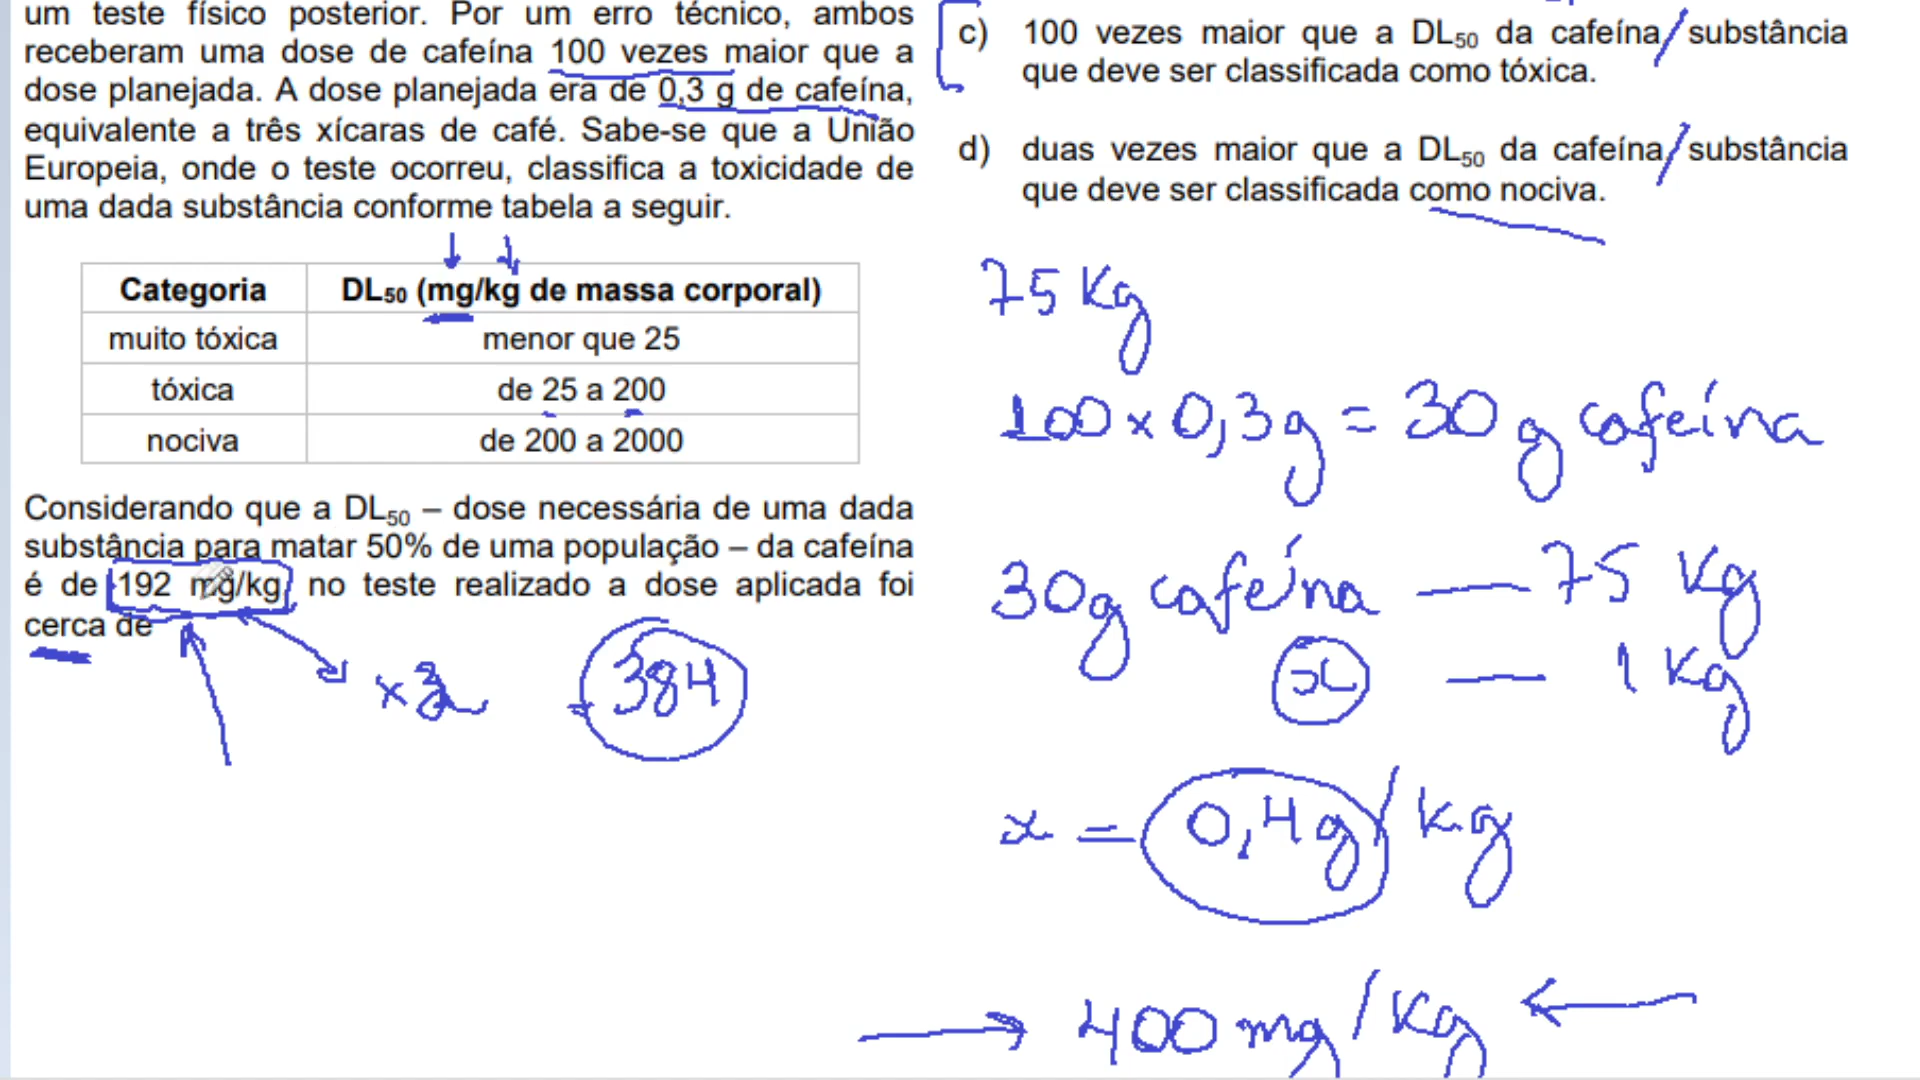 um teste físico posterior. Por um erro técnico, ambos
receberam uma dose de cafeína 100 vezes maior que a
dose planejada. A dose planejada era de 0,3 g de cafeína,
equivalente a três xícaras de café. Sabe-se que a União
Europeia, onde o teste ocorreu, classifica a toxicidade de
uma dada substância conforme tabela a seguir.
Categoria DL50 (mg/kg de massa corporal)
muito tóxica menor que 25
tóxica de 25 a 200
nociva de 200 a 2000
Considerando que a DL50 – dose necessária de uma dada
substância para matar 50% de uma população – da cafeína
é de 192 mg/kg, no teste realizado a dose aplicada foi
cerca de
x2 = 384
c) 100 vezes maior que a DL50 da cafeína, substância
que deve ser classificada como tóxica.
d) duas vezes maior que a DL50 da cafeína, substância
que deve ser classificada como nociva.
75 Kg
100 x 0,3g = 30g cafeína
30g cafeína — 75 Kg
x — 1 Kg
x = 0,4g/kg
400 mg/Kg